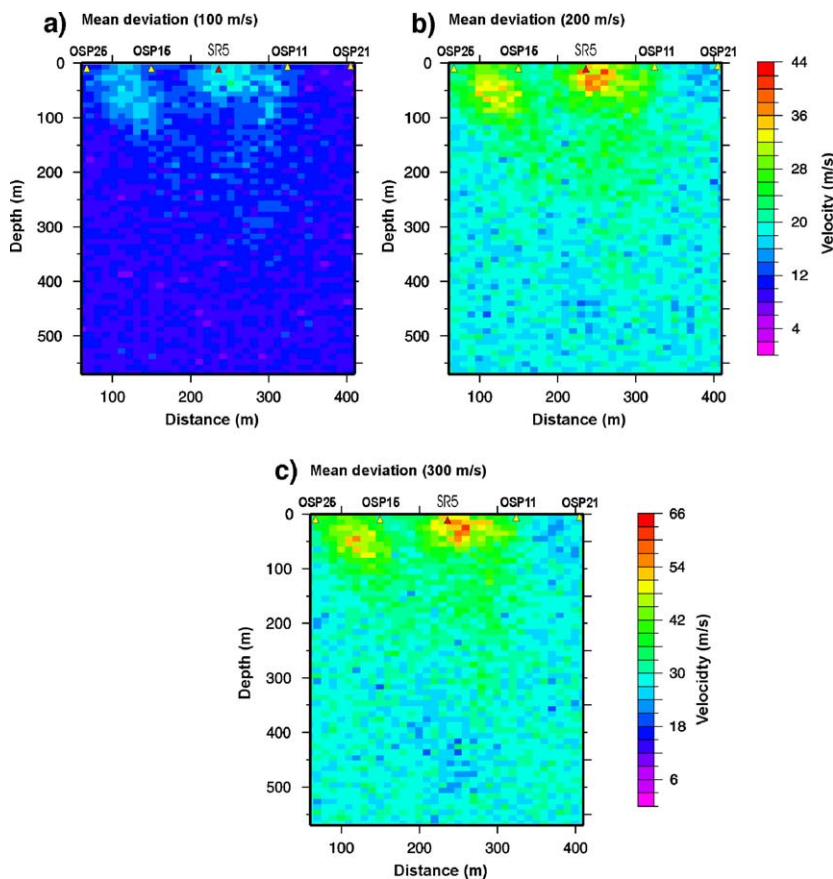 a) Mean deviation (100 m/s)
OSP26 OSP16 SR5 OSP11 OSP21
0
100
200
300
400
500
Depth (m)
100 200 300 400
Distance (m)
b) Mean deviation (200 m/s)
OSP26 OSP16 SR5 OSP11 OSP21
0
100
200
300
400
500
Depth (m)
100 200 300 400
Distance (m)
44
36
28
20
12
4
Velocity (m/s)
c) Mean deviation (300 m/s)
OSP26 OSP16 SR5 OSP11 OSP21
0
100
200
300
400
500
Depth (m)
100 200 300 400
Distance (m)
66
54
42
30
18
6
Velocidty (m/s)